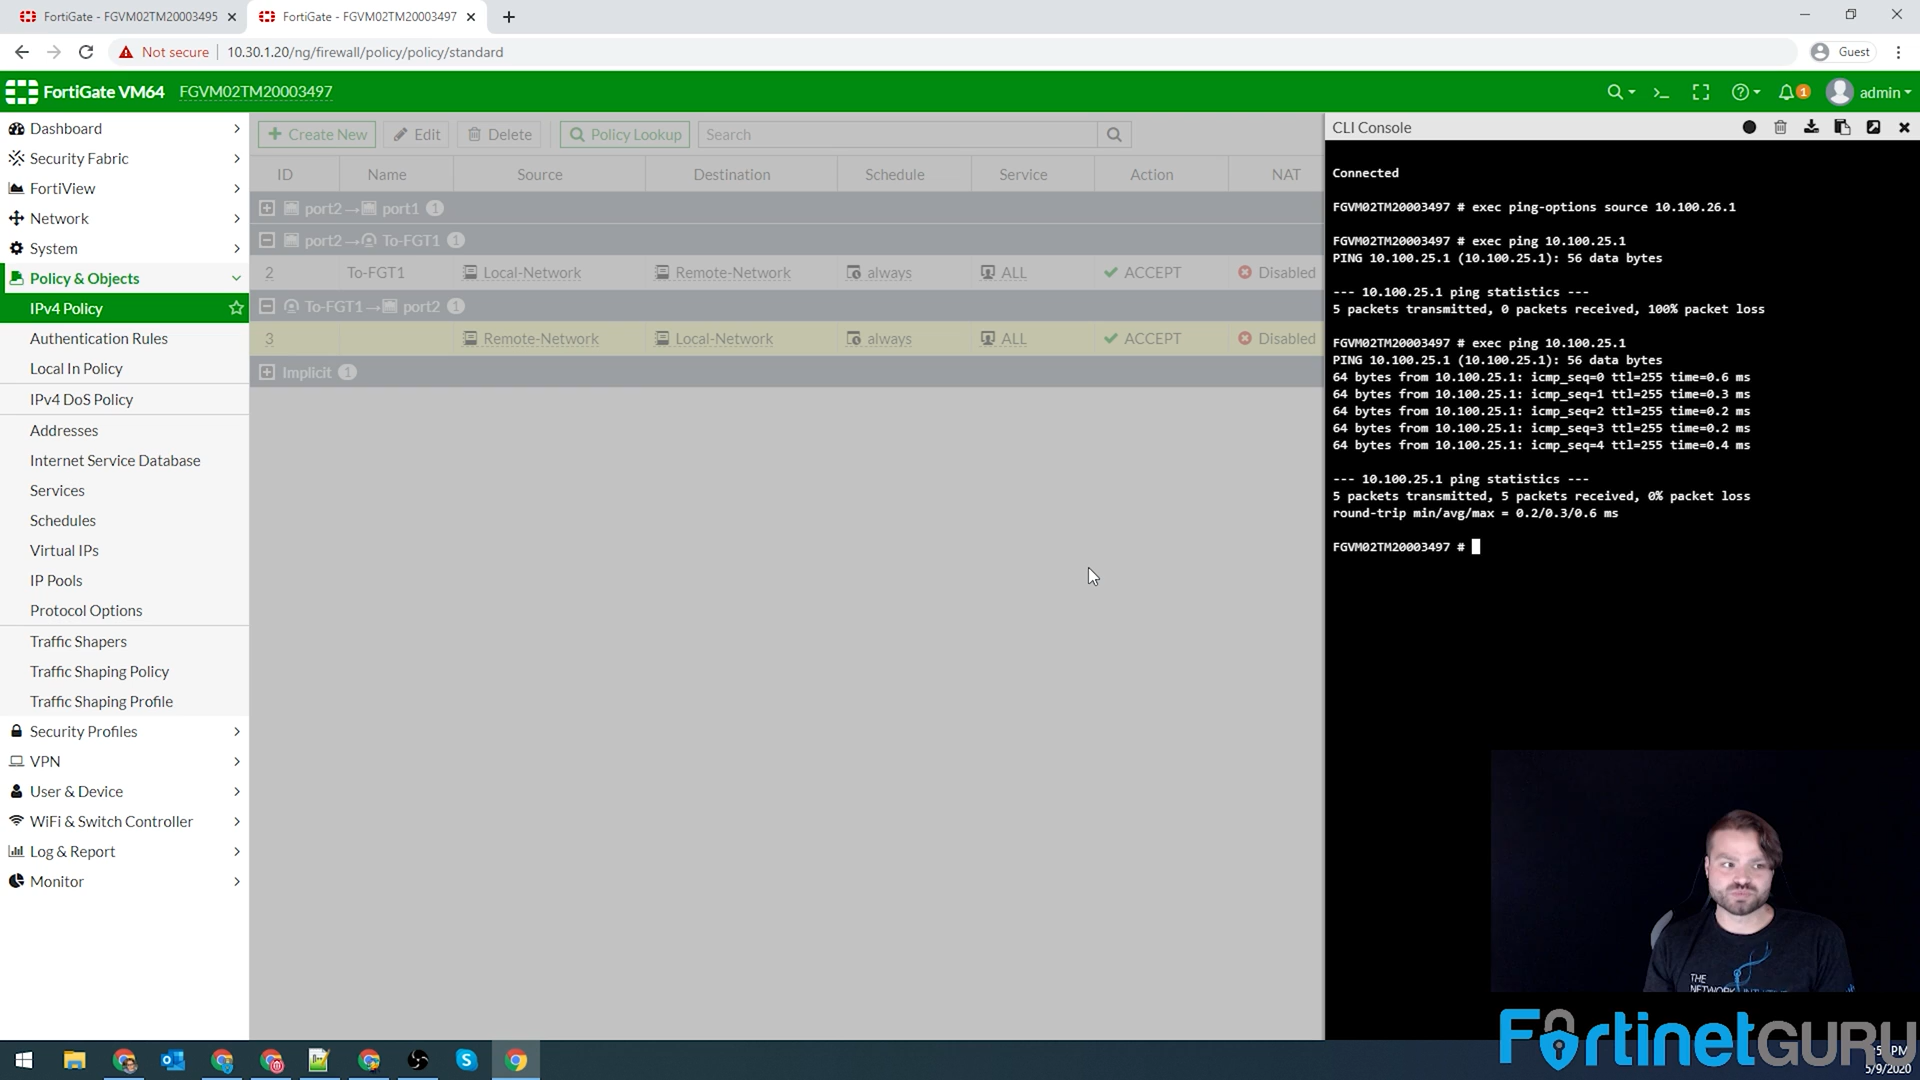 FortiGate - FGVM02TM20003495
FortiGate - FGVM02TM20003497
Not secure
10.30.1.20/ng/firewall/policy/policy/standard
Guest
FortiGate VM64 FGVM02TM20003497
1
admin
Dashboard
Security Fabric
FortiView
Network
System
Policy & Objects
IPv4 Policy
Authentication Rules
Local In Policy
IPv4 DoS Policy
Addresses
Internet Service Database
Services
Schedules
Virtual IPs
IP Pools
Protocol Options
Traffic Shapers
Traffic Shaping Policy
Traffic Shaping Profile
Security Profiles
VPN
User & Device
WiFi & Switch Controller
Log & Report
Monitor
Create New Edit Delete Policy Lookup Search
ID Name Source Destination Schedule Service Action NAT
port2 → port1 1
port2 → To-FGT1 1
2 To-FGT1 Local-Network Remote-Network always ALL ACCEPT Disabled
To-FGT1 → port2 1
3 Remote-Network Local-Network always ALL ACCEPT Disabled
Implicit 1
CLI Console
Connected
FGVM02TM20003497 # exec ping-options source 10.100.26.1
FGVM02TM20003497 # exec ping 10.100.25.1
PING 10.100.25.1 (10.100.25.1): 56 data bytes
--- 10.100.25.1 ping statistics ---
5 packets transmitted, 0 packets received, 100% packet loss
FGVM02TM20003497 # exec ping 10.100.25.1
PING 10.100.25.1 (10.100.25.1): 56 data bytes
64 bytes from 10.100.25.1: icmp_seq=0 ttl=255 time=0.6 ms
64 bytes from 10.100.25.1: icmp_seq=1 ttl=255 time=0.3 ms
64 bytes from 10.100.25.1: icmp_seq=2 ttl=255 time=0.2 ms
64 bytes from 10.100.25.1: icmp_seq=3 ttl=255 time=0.2 ms
64 bytes from 10.100.25.1: icmp_seq=4 ttl=255 time=0.4 ms
--- 10.100.25.1 ping statistics ---
5 packets transmitted, 5 packets received, 0% packet loss
round-trip min/avg/max = 0.2/0.3/0.6 ms
FGVM02TM20003497 #
THE
FortinetGURU
PM
5/9/2020